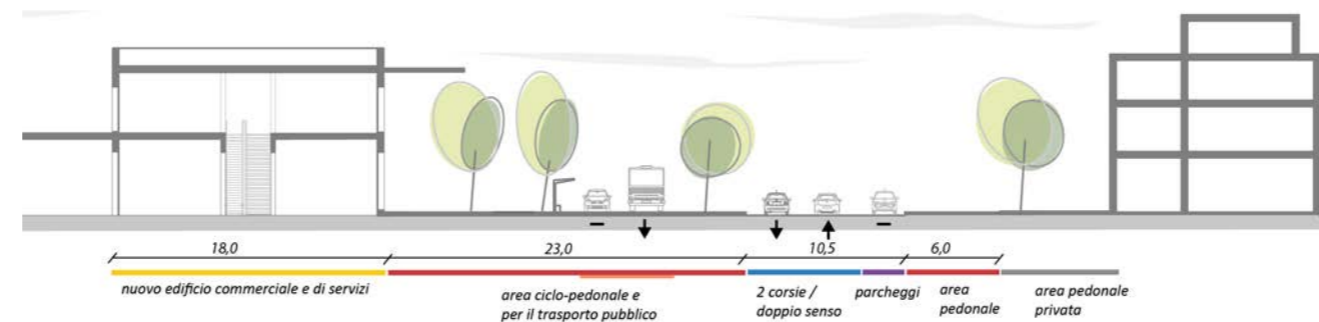 18,0
23,0
10,5
6,0
nuovo edificio commerciale e di servizi
area ciclo-pedonale e
per il trasporto pubblico
2 corsie /
doppio senso
parcheggi
area
pedonale
area pedonale
privata